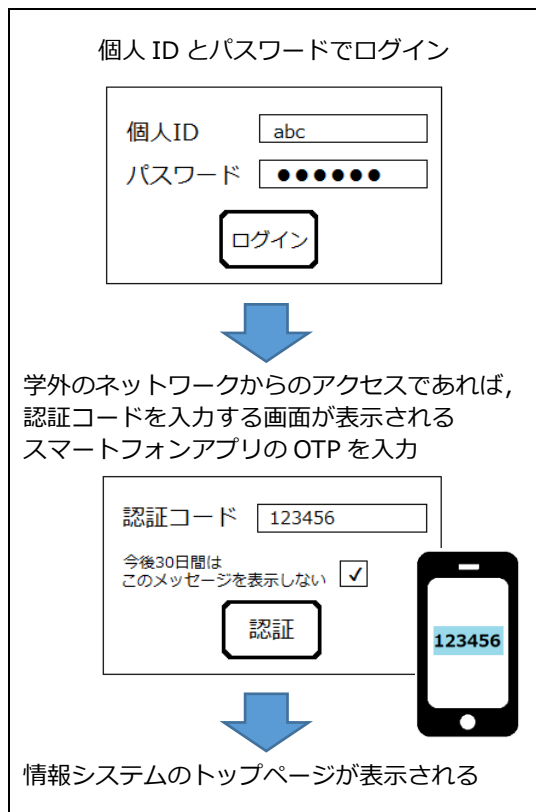 個人 ID とパスワードでログイン
個人ID abc
パスワード ●●●●●●
ログイン
学外のネットワークからのアクセスであれば，
認証コードを入力する画面が表示される
スマートフォンアプリの OTP を入力
認証コード 123456
今後30日間は
このメッセージを表示しない ✓
認証
123456
情報システムのトップページが表示される